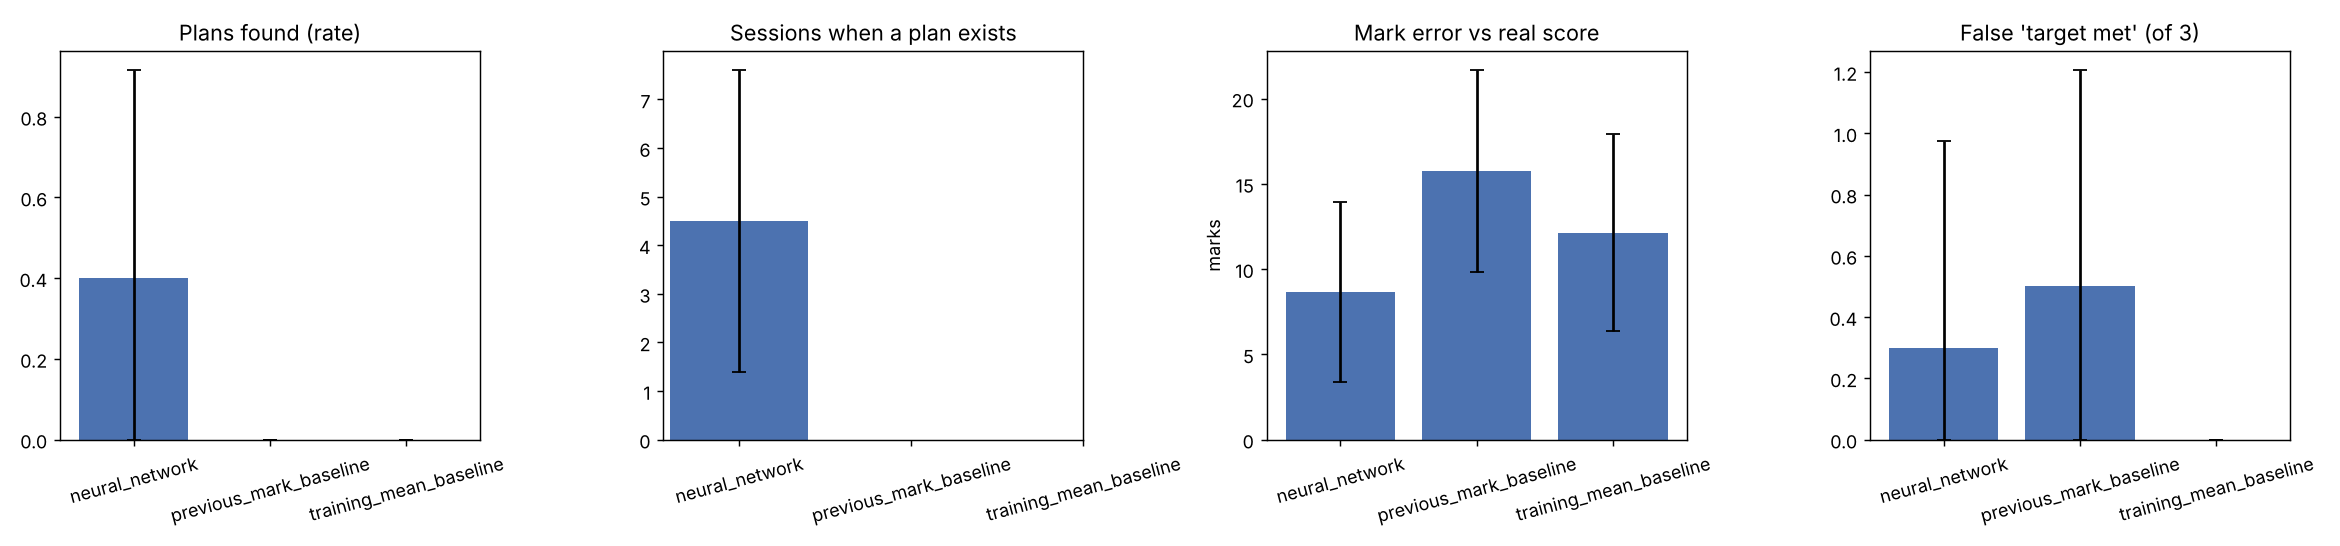 Plans found (rate)
0.8
0.6
0.4
0.2
0.0
neural_network
previous_mark_baseline
training_mean_baseline
Sessions when a plan exists
7
6
5
4
3
2
1
0
neural_network
previous_mark_baseline
training_mean_baseline
Mark error vs real score
marks
20
15
10
5
0
neural_network
previous_mark_baseline
training_mean_baseline
False 'target met' (of 3)
1.2
1.0
0.8
0.6
0.4
0.2
0.0
neural_network
previous_mark_baseline
training_mean_baseline